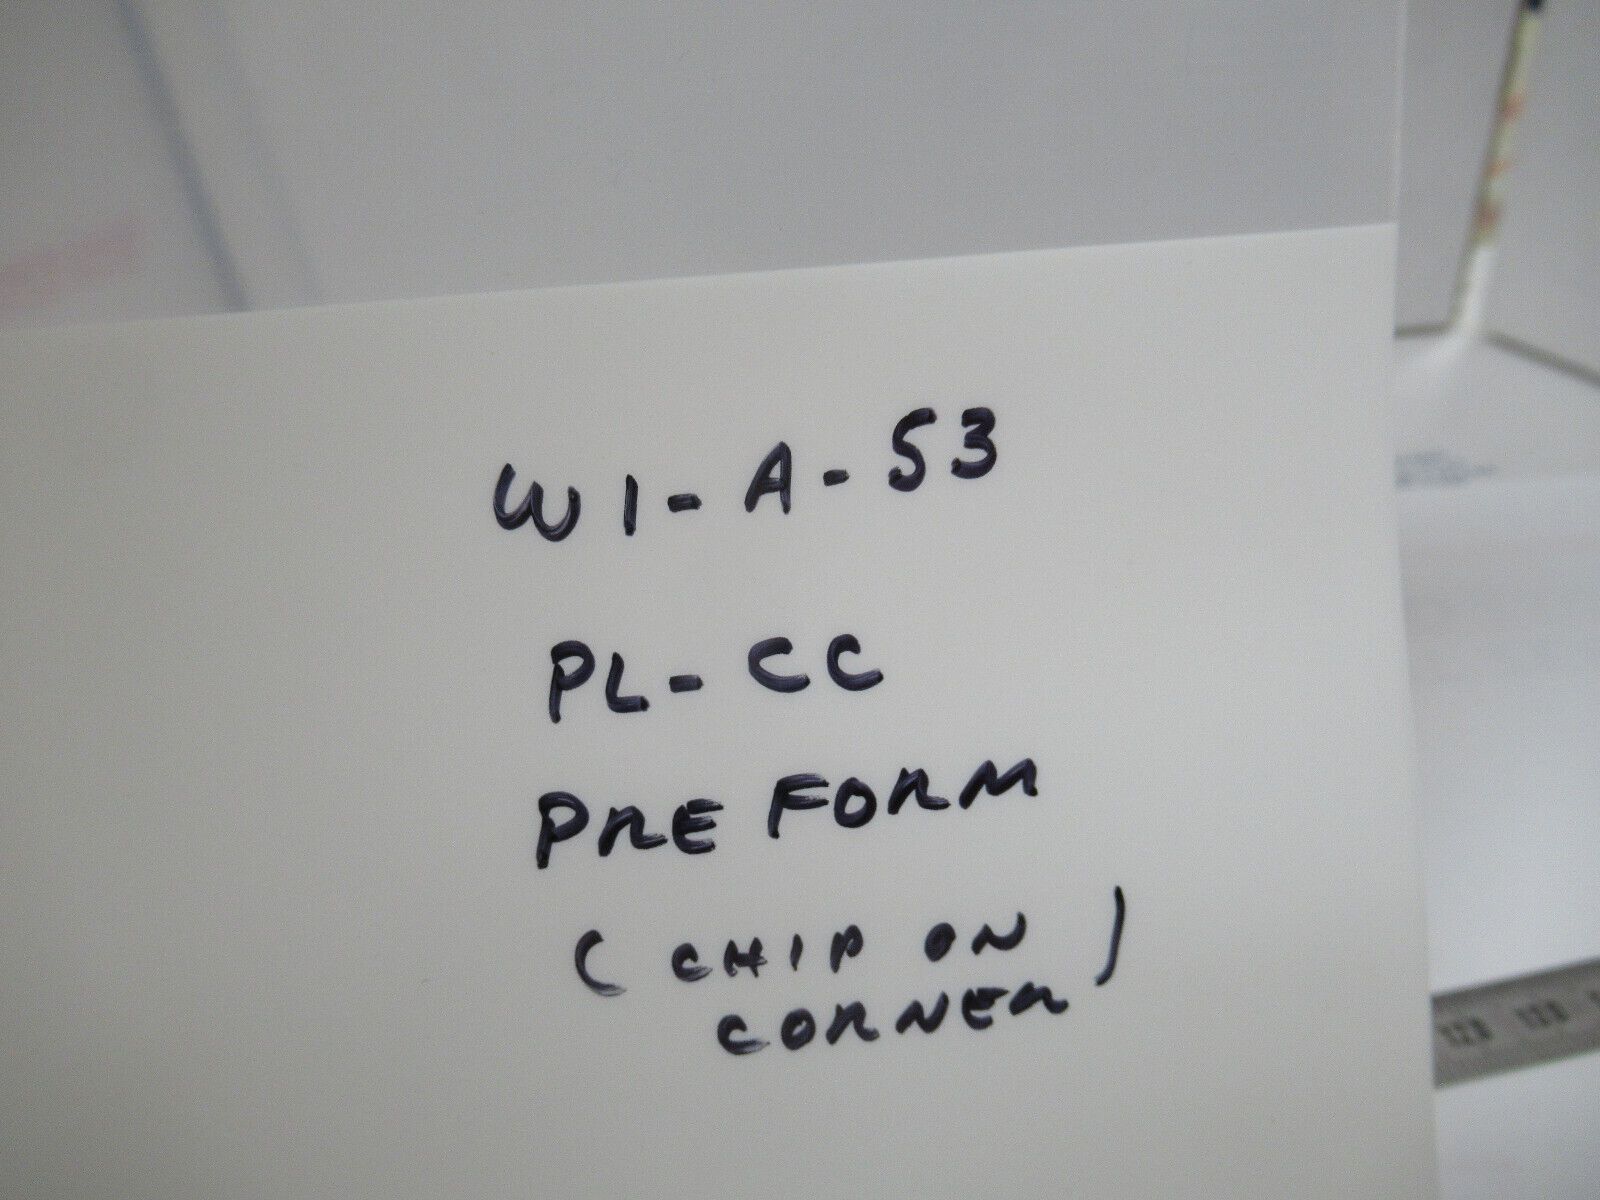 W1-A-53
PL-CC
PRE FORM
(CHIP ON)
CORNER